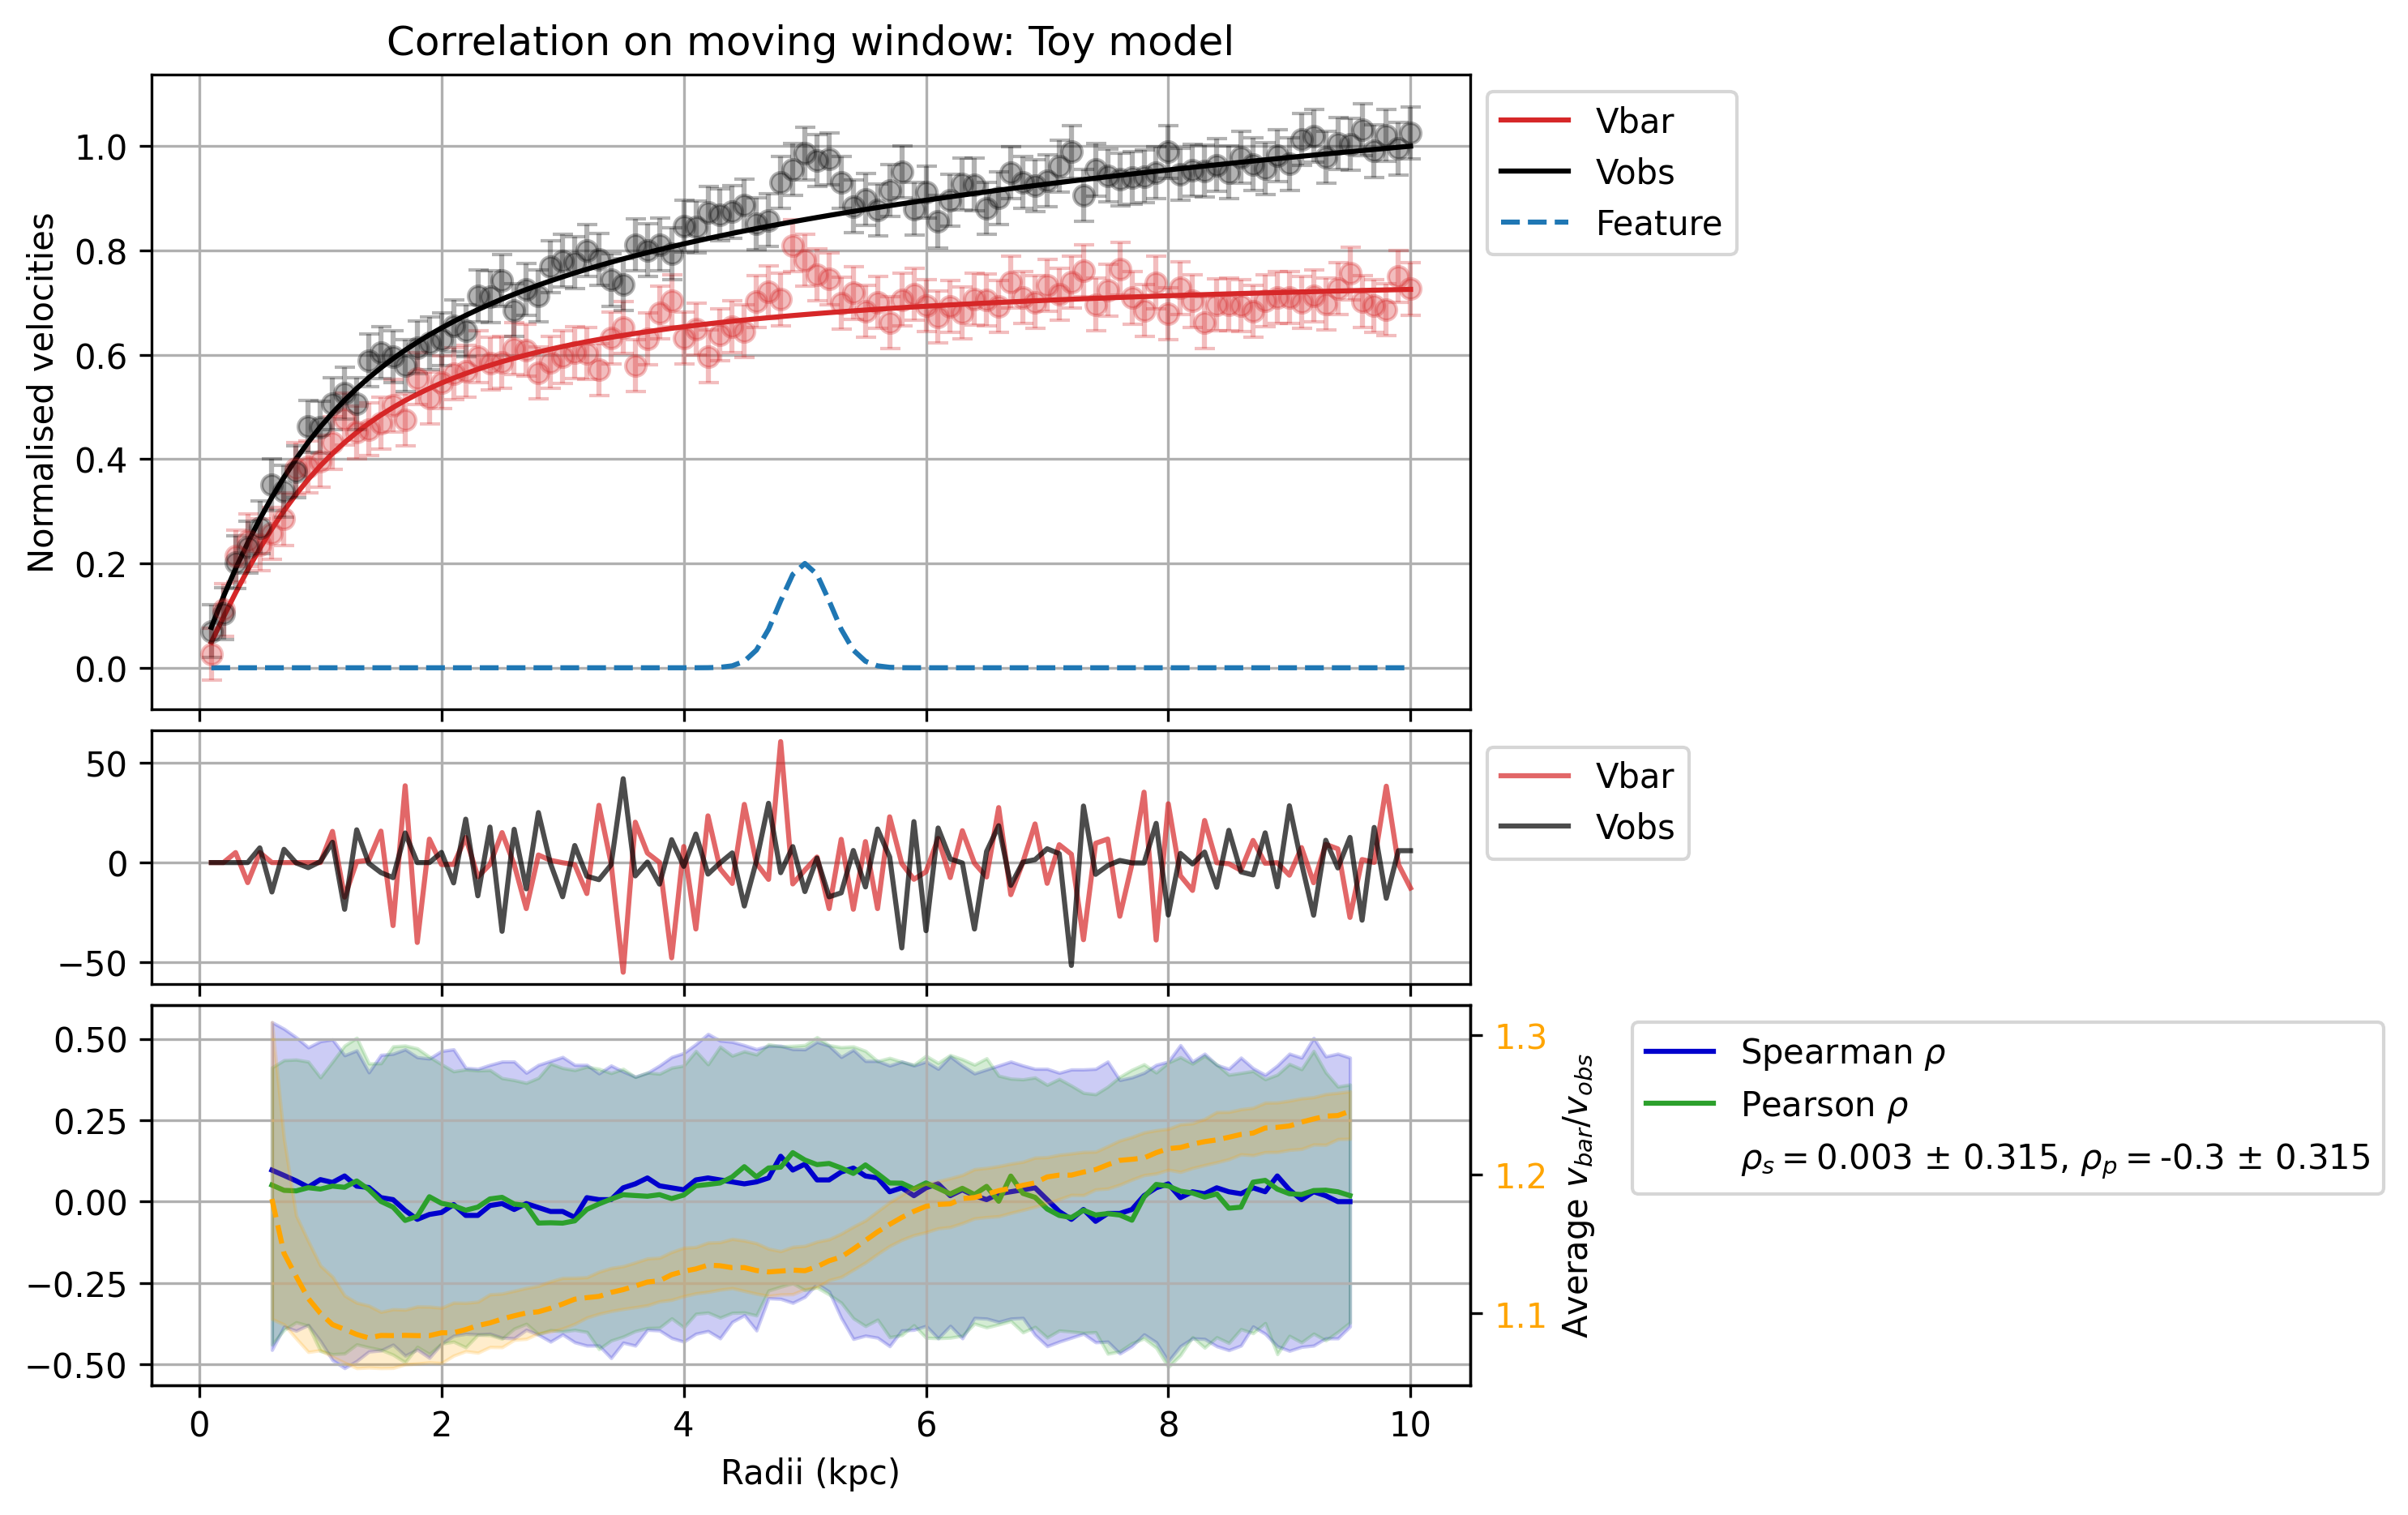 Correlation on moving window: Toy model
Normalised velocities
1.0
0.8
0.6
0.4
0.2
0.0
Vbar
Vobs
Feature
50
0
−50
Vbar
Vobs
0.50
0.25
0.00
−0.25
−0.50
1.3
1.2
1.1
Average v_bar/v_obs
Spearman ρ
Pearson ρ
ρ_s = 0.003 ± 0.315, ρ_p = -0.3 ± 0.315
0 2 4 6 8 10
Radii (kpc)